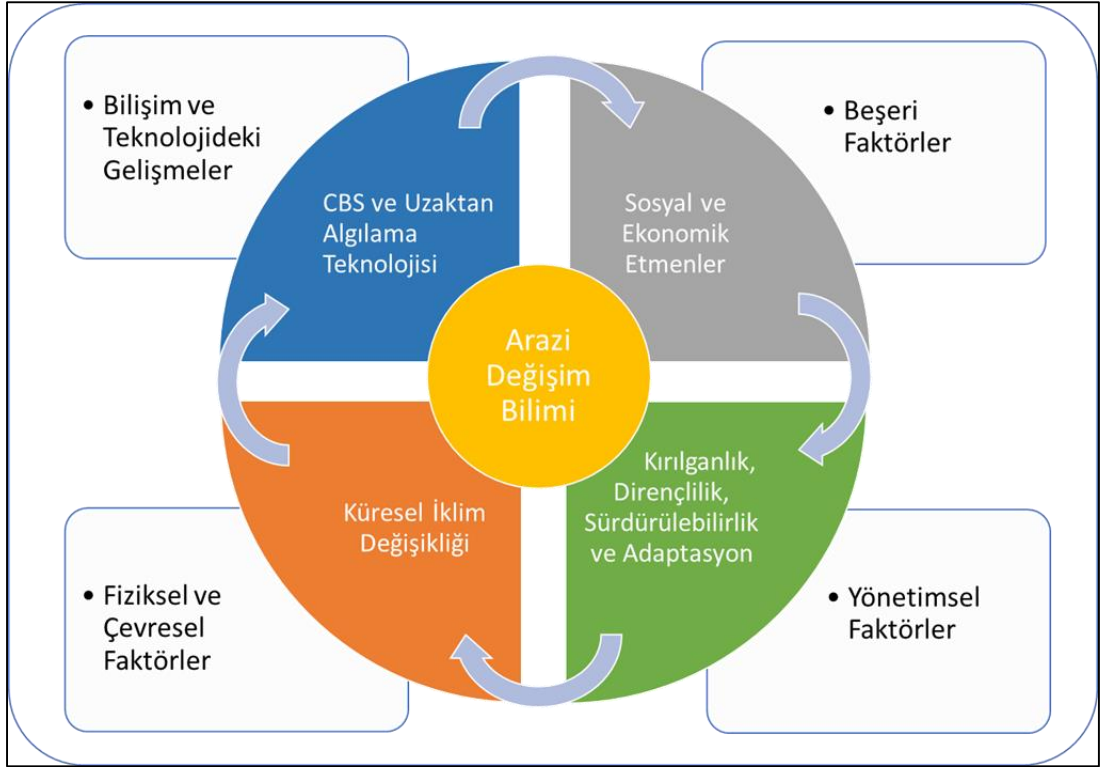 • Bilişim ve
Teknolojideki
Gelişmeler
• Beşeri
Faktörler
CBS ve Uzaktan
Algılama
Teknolojisi
Sosyal ve
Ekonomik
Etmenler
Arazi
Değişim
Bilimi
Küresel İklim
Değişikliği
Kırılganlık,
Dirençlilik,
Sürdürülebilirlik
ve Adaptasyon
• Fiziksel ve
Çevresel
Faktörler
• Yönetimsel
Faktörler